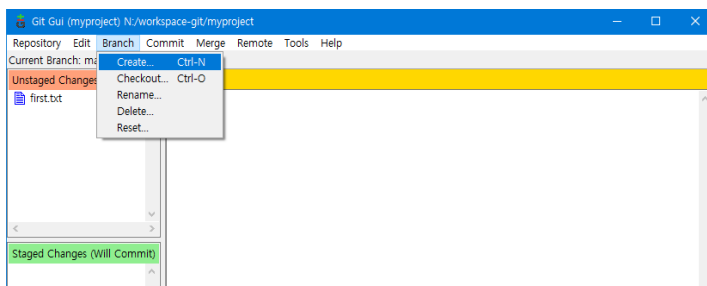 Git Gui (myproject) N:/workspace-git/myproject
Repository Edit Branch Commit Merge Remote Tools Help
Current Branch: ma
Create... Ctrl-N
Checkout... Ctrl-O
Rename...
Delete...
Reset...
Unstaged Changes
first.txt
Staged Changes (Will Commit)